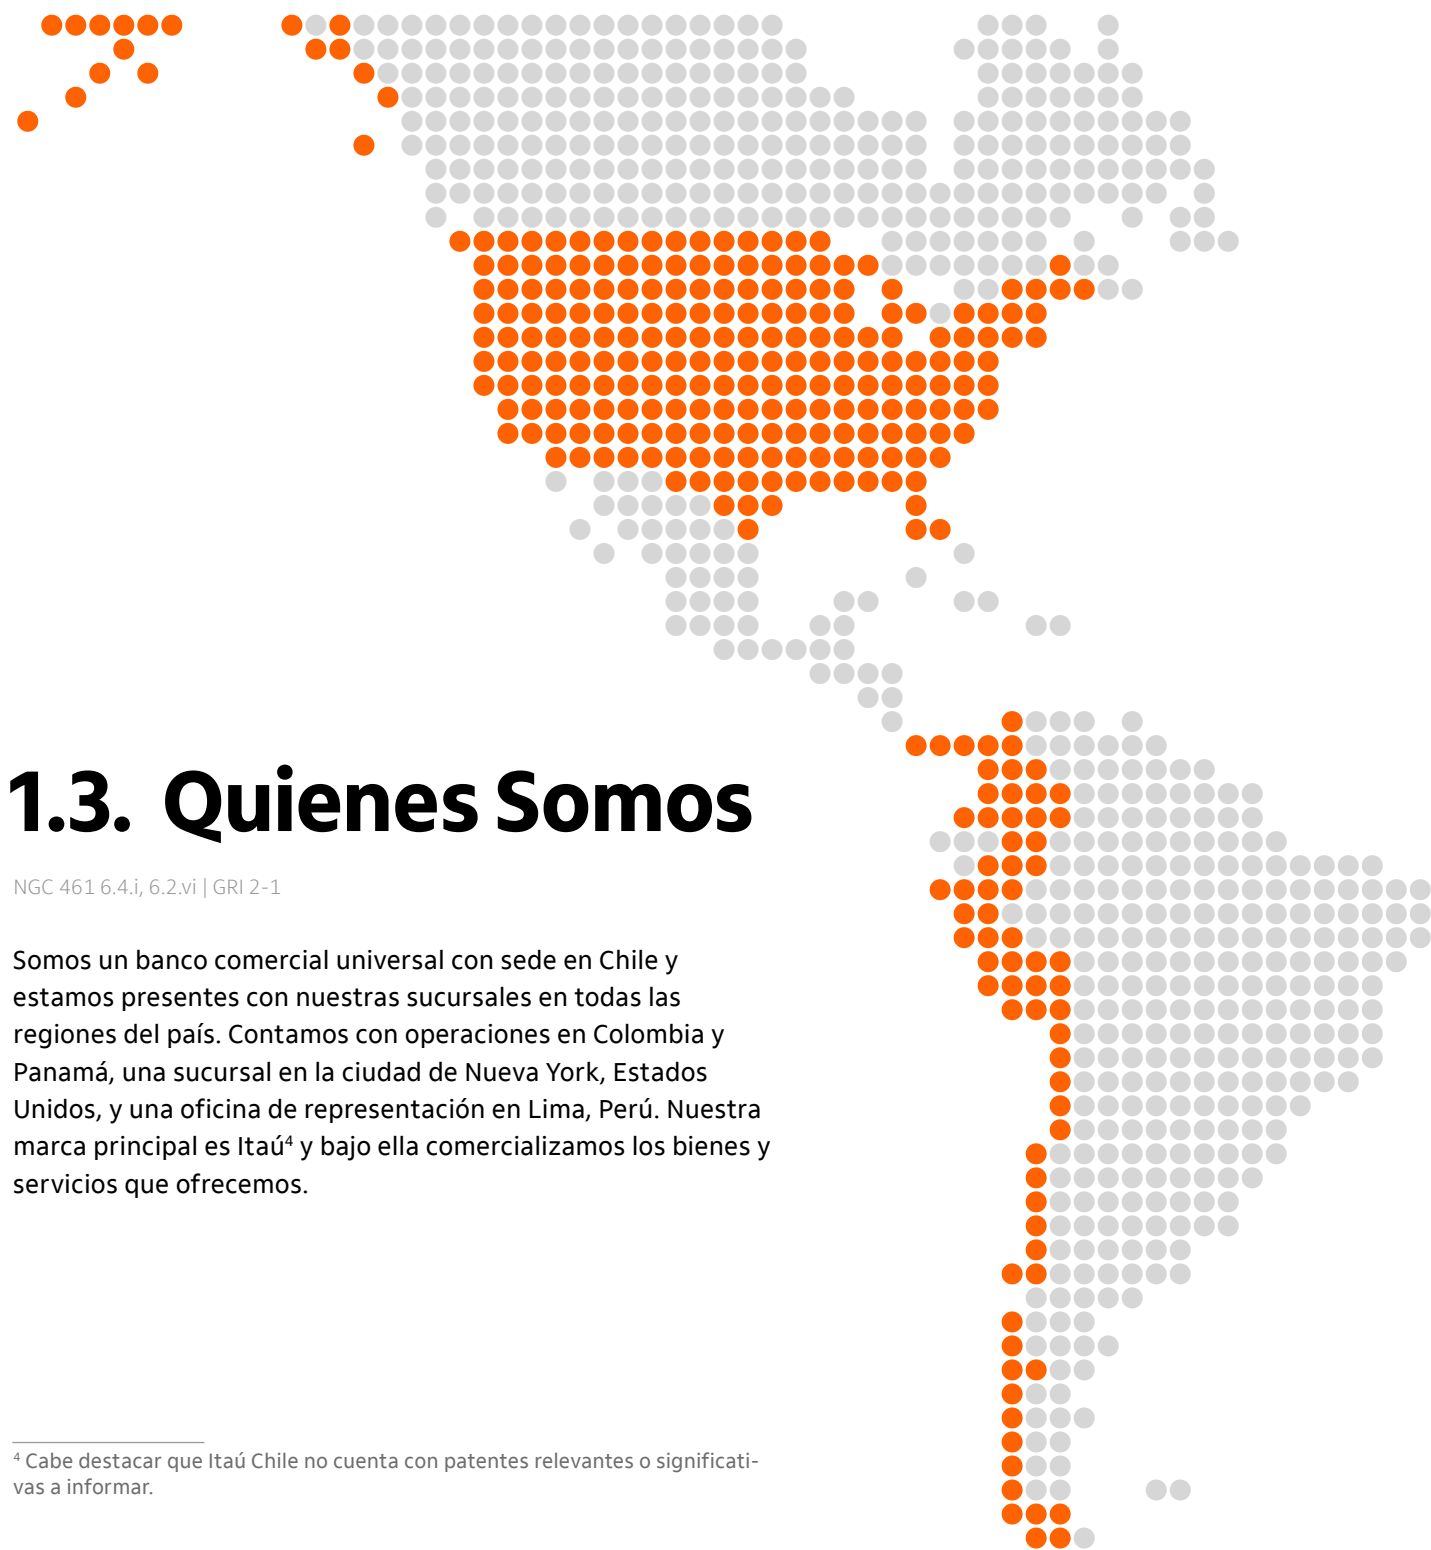 1.3. Quienes Somos
NGC 461 6.4.i, 6.2.vi | GRI 2-1
Somos un banco comercial universal con sede en Chile y
estamos presentes con nuestras sucursales en todas las
regiones del país. Contamos con operaciones en Colombia y
Panamá, una sucursal en la ciudad de Nueva York, Estados
Unidos, y una oficina de representación en Lima, Perú. Nuestra
marca principal es Itaú⁴ y bajo ella comercializamos los bienes y
servicios que ofrecemos.
⁴ Cabe destacar que Itaú Chile no cuenta con patentes relevantes o significati-
vas a informar.